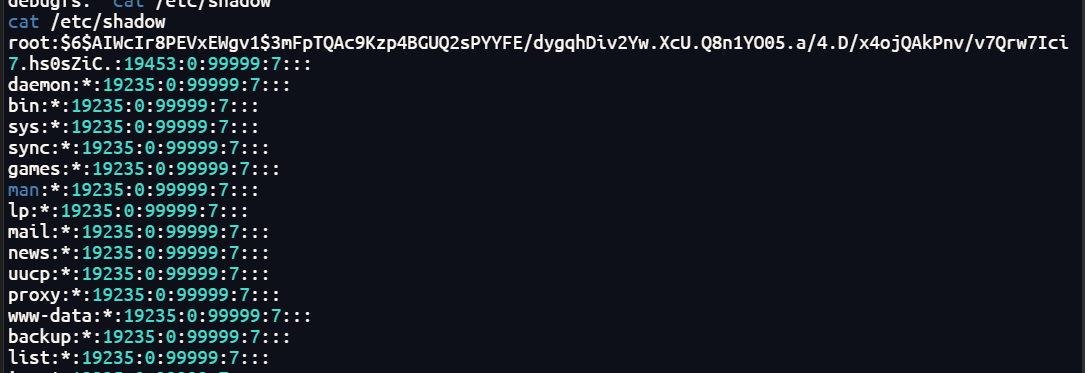 debugfs: cat /etc/shadow
cat /etc/shadow
root:$6$AIWcIr8PEVxEWgv1$3mFpTQAc9Kzp4BGUQ2sPYYFE/dygqhDiv2Yw.XcU.Q8n1YO05.a/4.D/x4ojQAkPnv/v7Qrw7Ici
7.hs0sZiC.:19453:0:99999:7:::
daemon:*:19235:0:99999:7:::
bin:*:19235:0:99999:7:::
sys:*:19235:0:99999:7:::
sync:*:19235:0:99999:7:::
games:*:19235:0:99999:7:::
man:*:19235:0:99999:7:::
lp:*:19235:0:99999:7:::
mail:*:19235:0:99999:7:::
news:*:19235:0:99999:7:::
uucp:*:19235:0:99999:7:::
proxy:*:19235:0:99999:7:::
www-data:*:19235:0:99999:7:::
backup:*:19235:0:99999:7:::
list:*:19235:0:99999:7:::